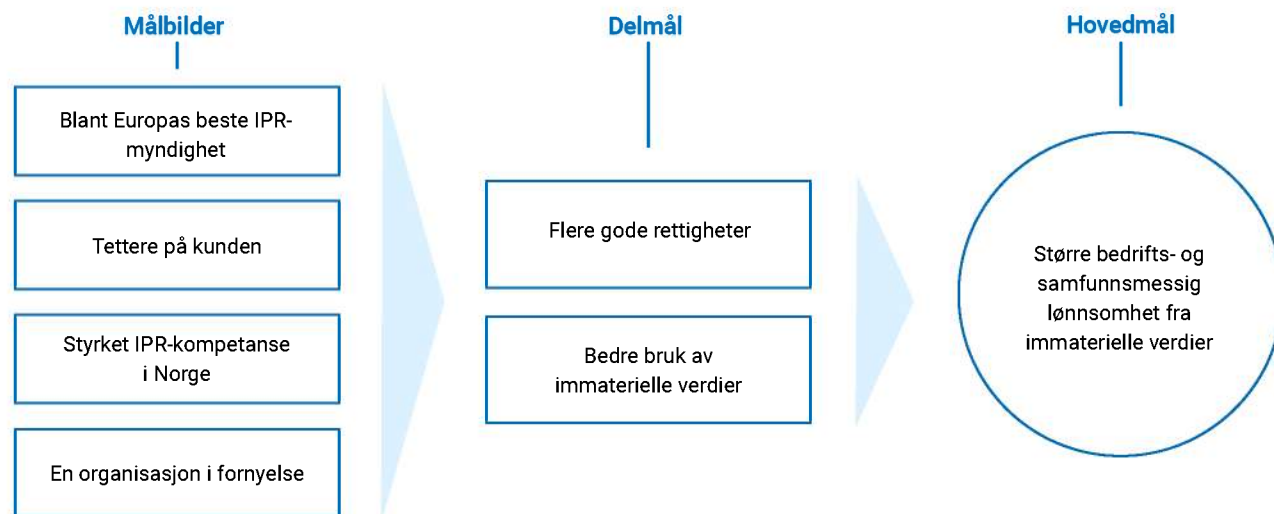 Målbilder
Blant Europas beste IPR-
myndighet
Tettere på kunden
Styrket IPR-kompetanse
i Norge
En organisasjon i fornyelse
Delmål
Flere gode rettigheter
Bedre bruk av
immaterielle verdier
Hovedmål
Større bedrifts- og
samfunnsmessig
lønnsomhet fra
immaterielle verdier